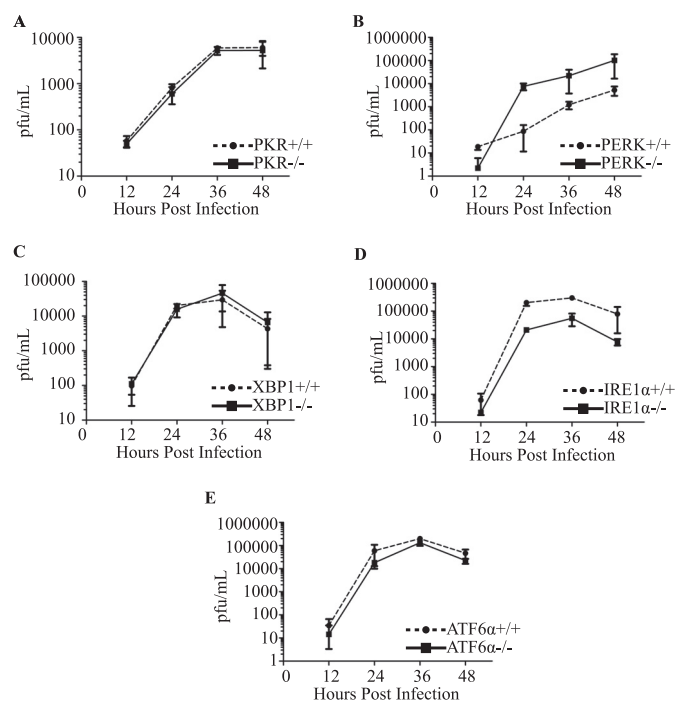 A
B
pfu/mL
10000
1000
100
10
0
12
24
36
48
Hours Post Infection
PKR+/+
PKR-/-
pfu/mL
1000000
100000
10000
1000
100
10
1
0
12
24
36
48
Hours Post Infection
PERK+/+
PERK-/-
C
D
pfu/mL
100000
10000
1000
100
10
0
12
24
36
48
Hours Post Infection
XBP1+/+
XBP1-/-
pfu/mL
1000000
100000
10000
1000
100
10
0
12
24
36
48
Hours Post Infection
IRE1α+/+
IRE1α-/-
E
pfu/mL
1000000
100000
10000
1000
100
10
1
0
12
24
36
48
Hours Post Infection
ATF6α+/+
ATF6α-/-